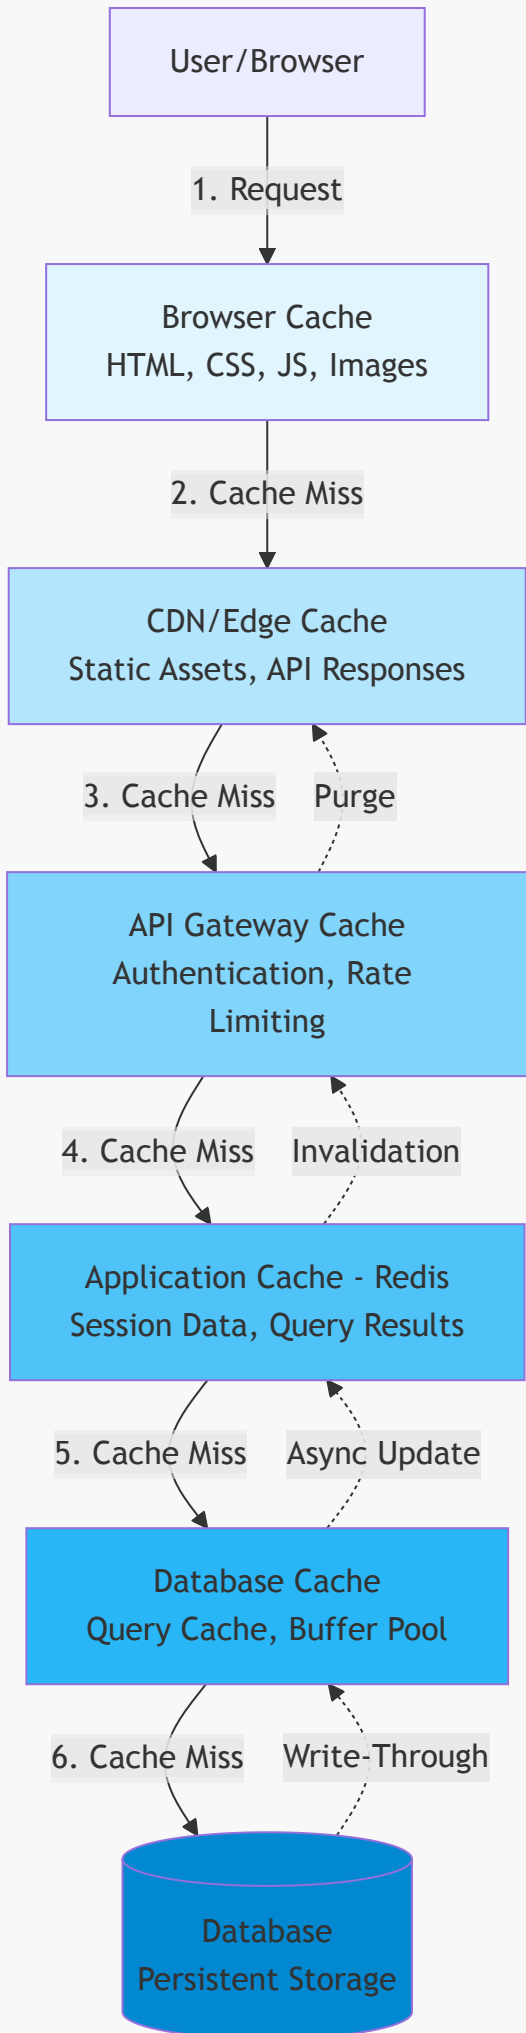 User/Browser
1. Request
Browser Cache
HTML, CSS, JS, Images
2. Cache Miss
CDN/Edge Cache
Static Assets, API Responses
3. Cache Miss
Purge
API Gateway Cache
Authentication, Rate
Limiting
4. Cache Miss
Invalidation
Application Cache - Redis
Session Data, Query Results
5. Cache Miss
Async Update
Database Cache
Query Cache, Buffer Pool
6. Cache Miss
Write-Through
Database
Persistent Storage